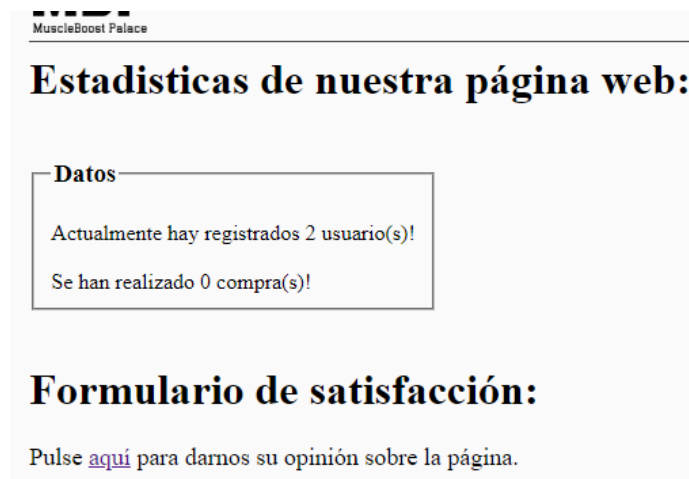 MuscleBoost Palace
Estadisticas de nuestra página web:
Datos
Actualmente hay registrados 2 usuario(s)!
Se han realizado 0 compra(s)!
Formulario de satisfacción:
Pulse aquí para darnos su opinión sobre la página.